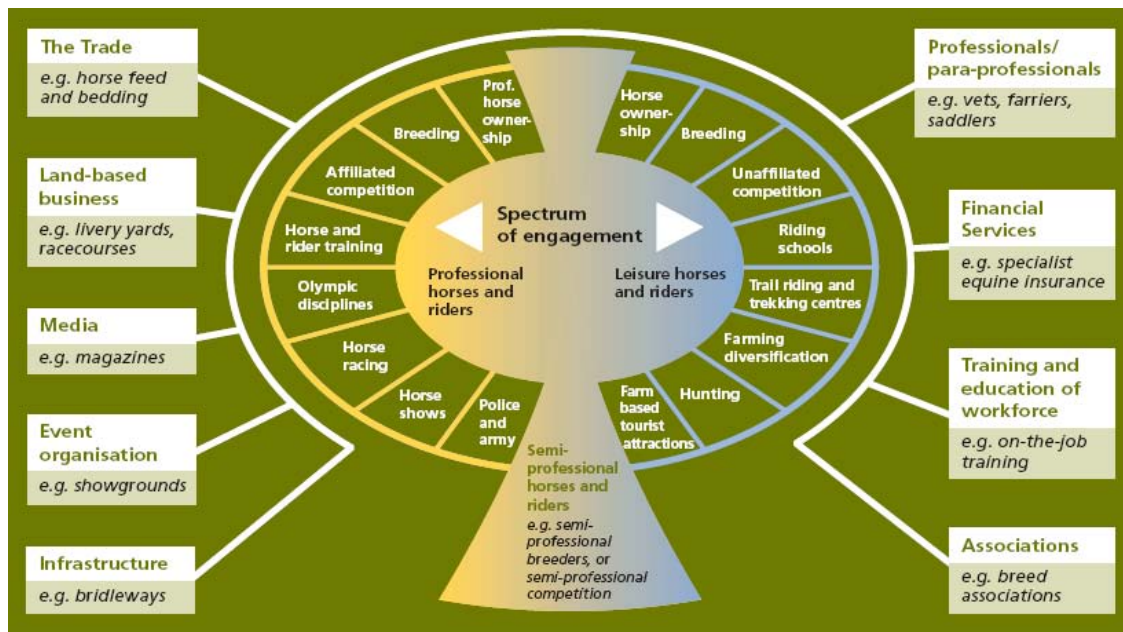 The Trade
e.g. horse feed
and bedding
Land-based
business
e.g. livery yards,
racecourses
Media
e.g. magazines
Event
organisation
e.g. showgrounds
Infrastructure
e.g. bridleways
Prof.
horse
owner-
ship
Breeding
Affiliated
competition
Horse and
rider training
Olympic
disciplines
Horse
racing
Horse
shows
Police
and
army
Spectrum
of engagement
Professional
horses and
riders
Leisure horses
and riders
Semi-
professional
horses and
riders
e.g. semi-
professional
breeders, or
semi-professional
competition
Horse
owner-
ship
Breeding
Unaffiliated
competition
Riding
schools
Trail riding and
trekking centres
Farming
diversification
Hunting
Farm
based
tourist
attractions
Professionals/
para-professionals
e.g. vets, farriers,
saddlers
Financial
Services
e.g. specialist
equine insurance
Training and
education of
workforce
e.g. on-the-job
training
Associations
e.g. breed
associations